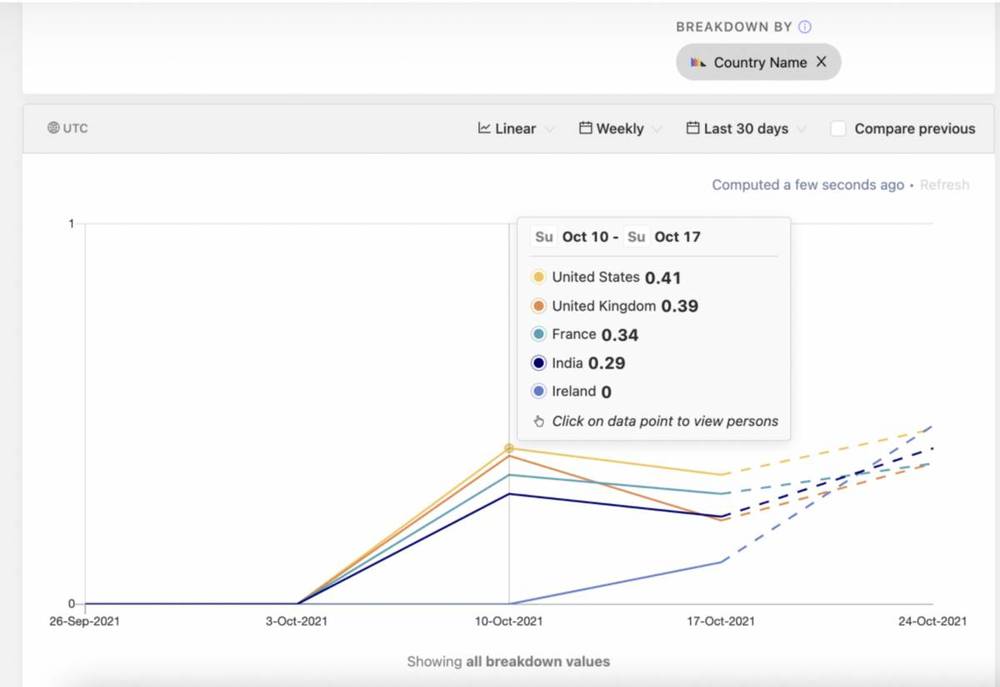 BREAKDOWN BY
Country Name X
UTC
Linear Weekly Last 30 days Compare previous
Computed a few seconds ago • Refresh
1
Su Oct 10 - Su Oct 17
United States 0.41
United Kingdom 0.39
France 0.34
India 0.29
Ireland 0
Click on data point to view persons
0
26-Sep-2021 3-Oct-2021 10-Oct-2021 17-Oct-2021 24-Oct-2021
Showing all breakdown values